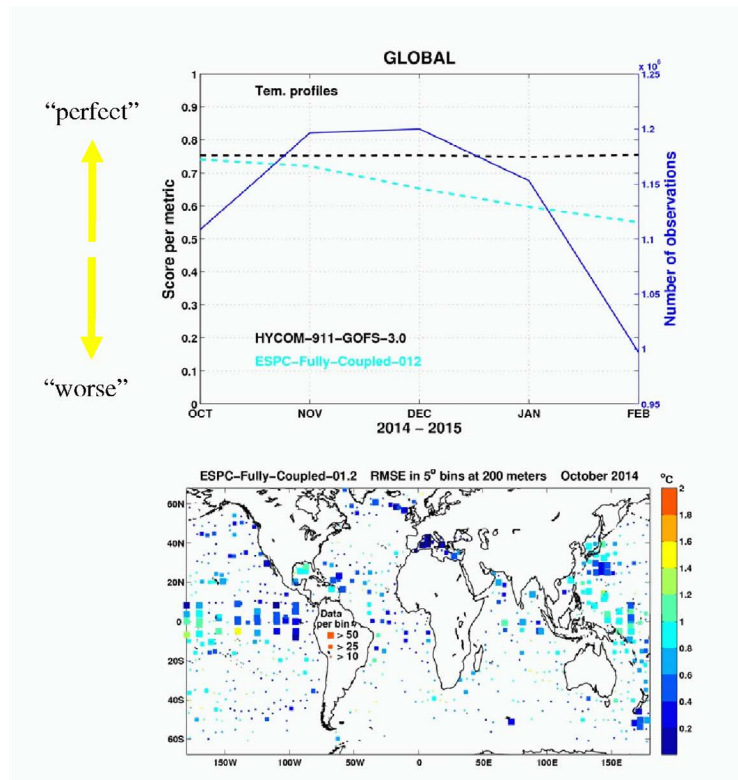 GLOBAL
x 10⁶
1
0.9
0.8
0.7
0.6
0.5
0.4
0.3
0.2
0.1
0
Score per metric
Tem. profiles
1.25
1.2
1.15
1.1
1.05
1
0.95
Number of observations
"perfect"
"worse"
HYCOM-911-GOFS-3.0
ESPC-Fully-Coupled-012
OCT NOV DEC JAN FEB
2014 - 2015
ESPC-Fully-Coupled-01.2 RMSE in 5° bins at 200 meters October 2014
°C
60N
40N
20N
0
20S
40S
60S
Data
per bin
> 50
> 25
> 10
2
1.8
1.6
1.4
1.2
1
0.8
0.6
0.4
0.2
150W 100W 50W 0 50E 100E 150E